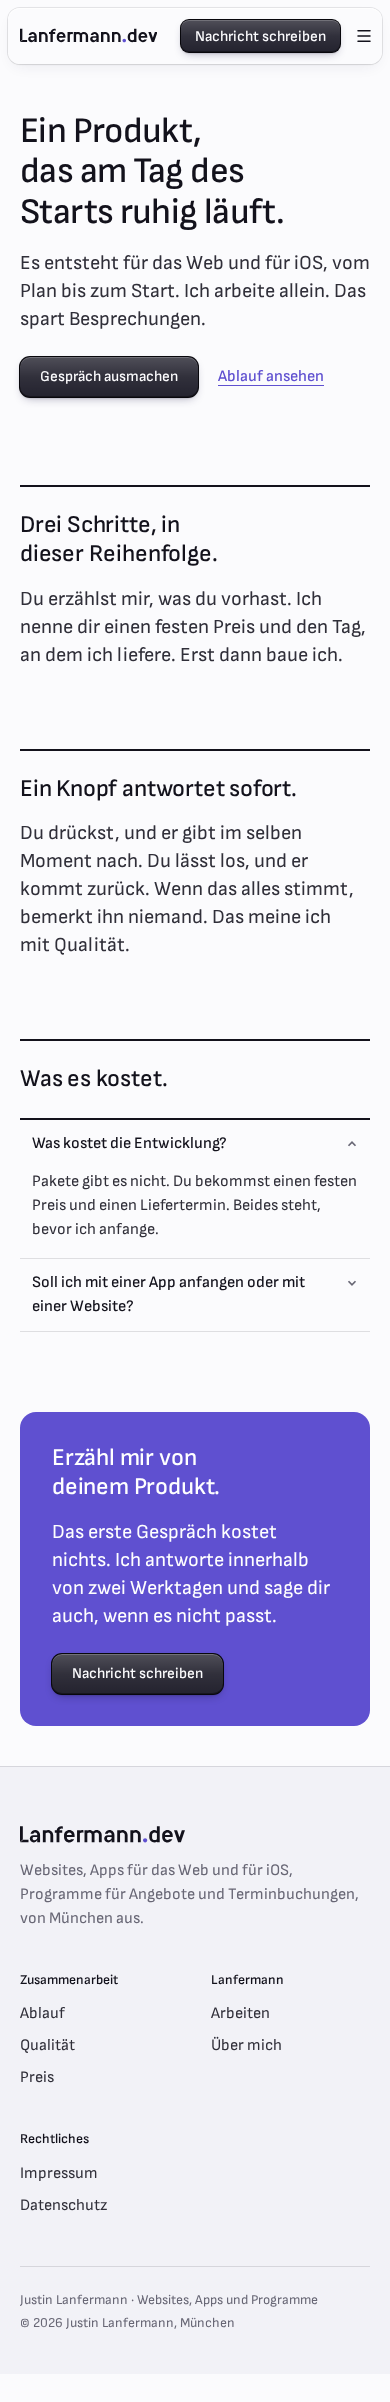 Lanfermann.dev
Nachricht schreiben
Ein Produkt,
das am Tag des
Starts ruhig läuft.
Es entsteht für das Web und für iOS, vom
Plan bis zum Start. Ich arbeite allein. Das
spart Besprechungen.
Gespräch ausmachen
Ablauf ansehen
Drei Schritte, in
dieser Reihenfolge.
Du erzählst mir, was du vorhast. Ich
nenne dir einen festen Preis und den Tag,
an dem ich liefere. Erst dann baue ich.
Ein Knopf antwortet sofort.
Du drückst, und er gibt im selben
Moment nach. Du lässt los, und er
kommt zurück. Wenn das alles stimmt,
bemerkt ihn niemand. Das meine ich
mit Qualität.
Was es kostet.
Was kostet die Entwicklung?
Pakete gibt es nicht. Du bekommst einen festen
Preis und einen Liefertermin. Beides steht,
bevor ich anfange.
Soll ich mit einer App anfangen oder mit
einer Website?
Erzähl mir von
deinem Produkt.
Das erste Gespräch kostet
nichts. Ich antworte innerhalb
von zwei Werktagen und sage dir
auch, wenn es nicht passt.
Nachricht schreiben
Lanfermann.dev
Websites, Apps für das Web und für iOS,
Programme für Angebote und Terminbuchungen,
von München aus.
Zusammenarbeit
Ablauf
Qualität
Preis
Lanfermann
Arbeiten
Über mich
Rechtliches
Impressum
Datenschutz
Justin Lanfermann · Websites, Apps und Programme
© 2026 Justin Lanfermann, München